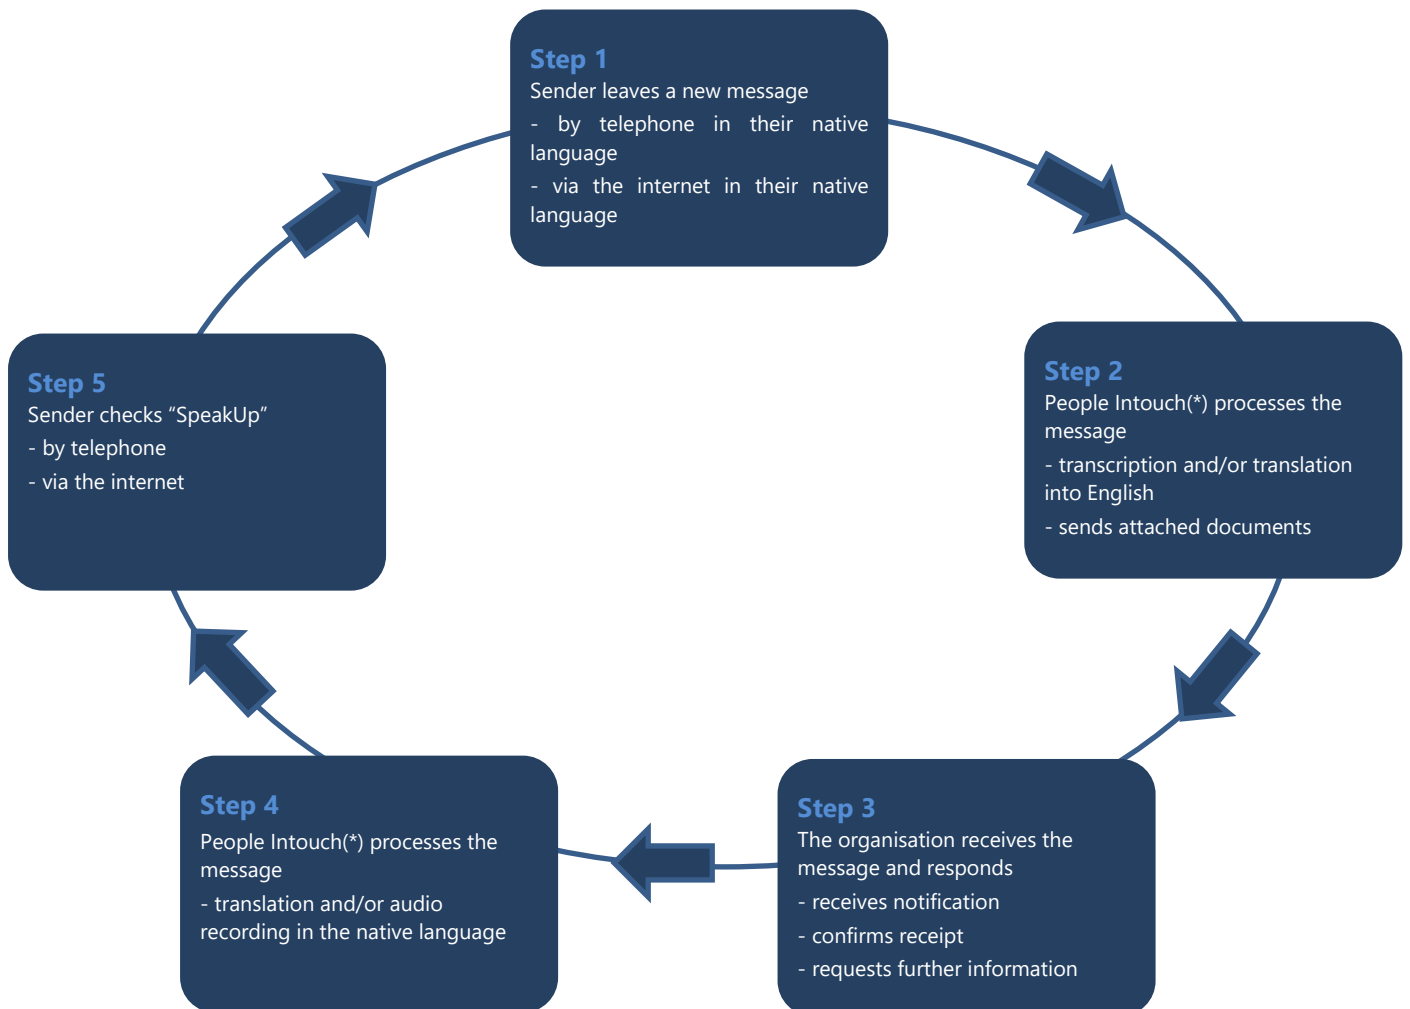 Step 1
Sender leaves a new message
- by telephone in their native
language
- via the internet in their native
language
Step 2
People Intouch(*) processes the
message
- transcription and/or translation
into English
- sends attached documents
Step 3
The organisation receives the
message and responds
- receives notification
- confirms receipt
- requests further information
Step 4
People Intouch(*) processes the
message
- translation and/or audio
recording in the native language
Step 5
Sender checks “SpeakUp”
- by telephone
- via the internet